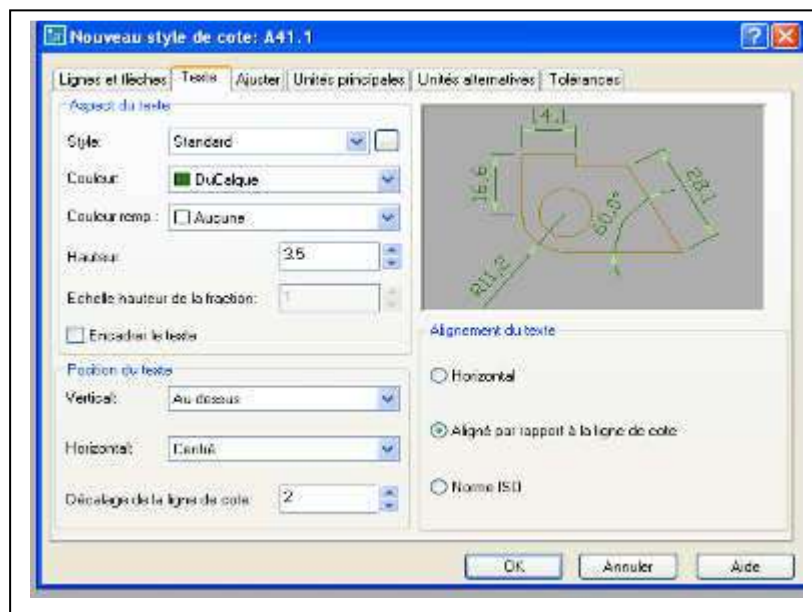 Nouveau style de cote: A41.1
Lignes et flèches Texte Ajuster Unités principales Unités alternatives Tolérances
Aspect du texte
Style: Standard
Couleur: DuCalque
Couleur remp.: Aucune
Hauteur: 3.5
Echelle hauteur de la fraction: 1
Encadrer le texte
Position du texte
Vertical: Au-dessus
Horizontal: Centré
Décalage de la ligne de cote: 2
14.1
16.6
28.1
60.0°
R11.2
Alignement du texte
Horizontal
Aligné par rapport à la ligne de cote
Norme ISO
OK Annuler Aide